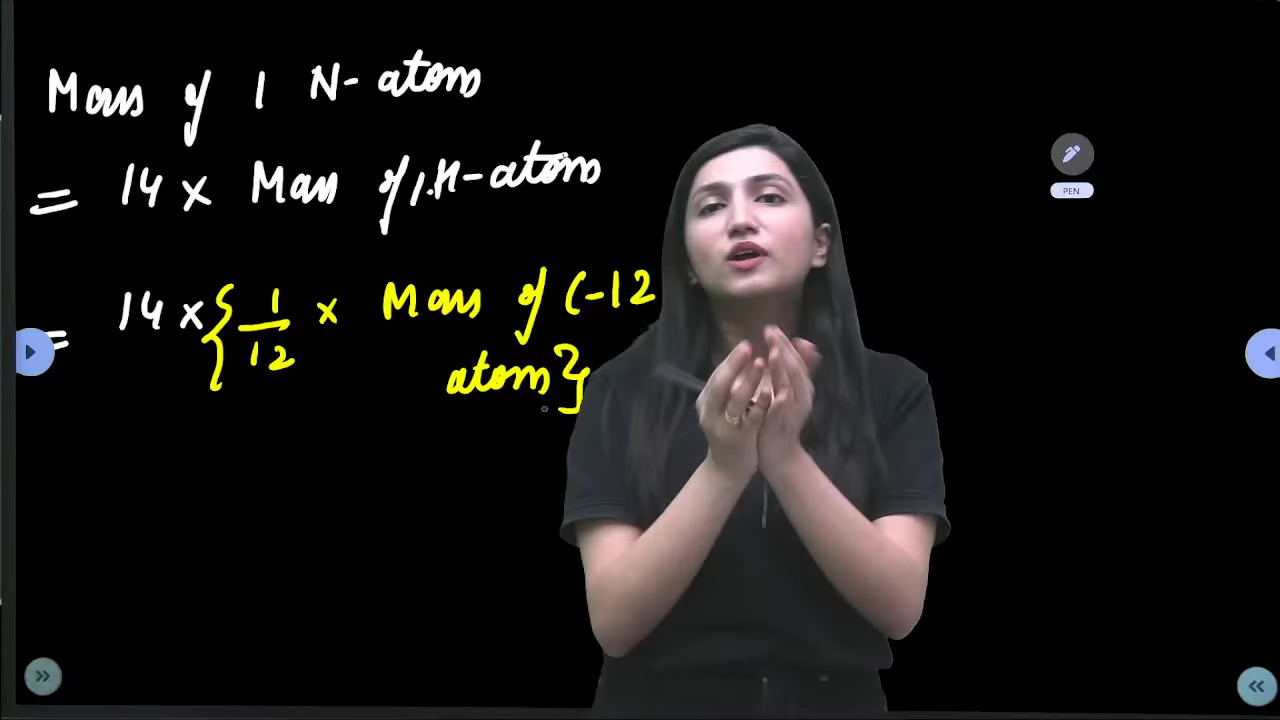 Mass of 1 N-atom
= 14 × Mass of 1 H-atom
= 14 × { 1/12 × Mass of C-12
atom }
PEN